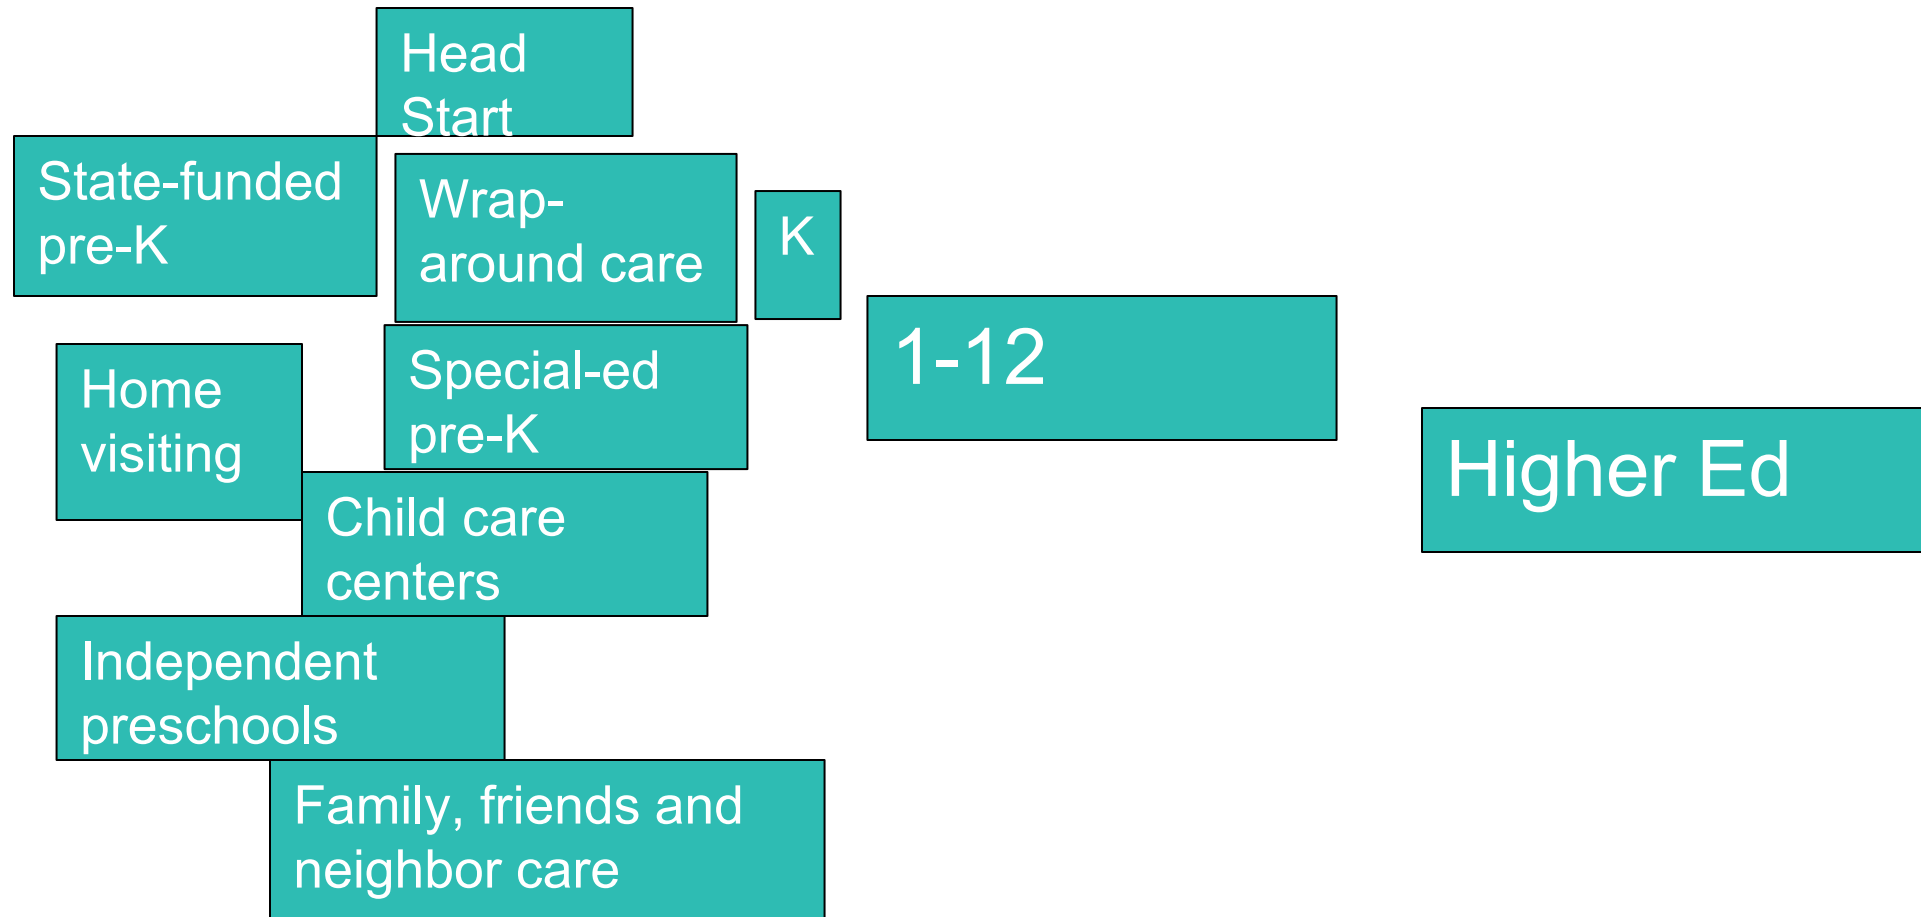 Head
Start
State-funded
pre-K
Wrap-
around care
K
Special-ed
pre-K
Home
visiting
1-12
Higher Ed
Child care
centers
Independent
preschools
Family, friends and
neighbor care